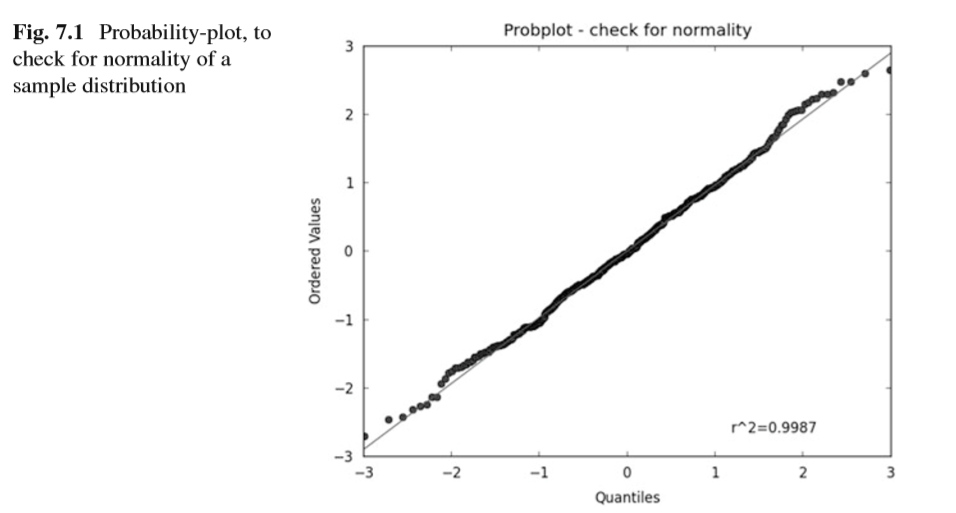 Fig. 7.1 Probability-plot, to
check for normality of a
sample distribution
Probplot - check for normality
3
2
1
0
−1
−2
−3
Ordered Values
r^2=0.9987
−3 −2 −1 0 1 2 3
Quantiles